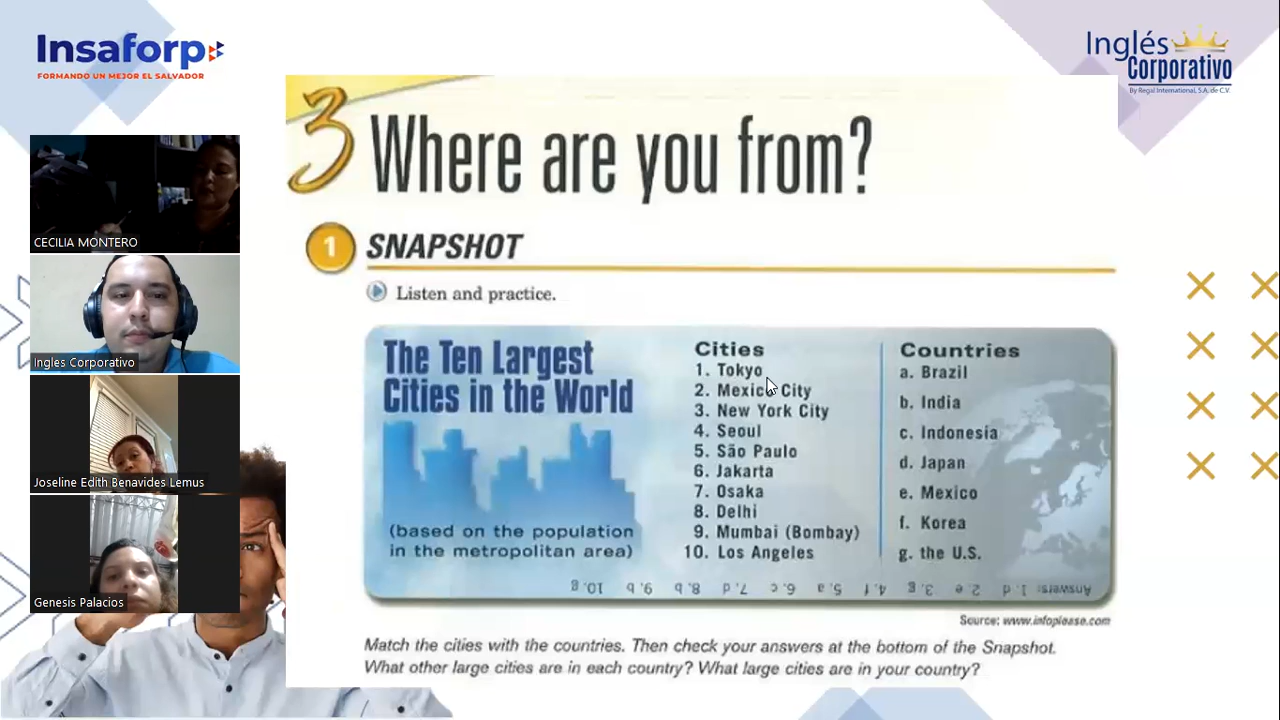 Insaforp
FORMANDO UN MEJOR EL SALVADOR
Inglés
Corporativo
By Regal International, S.A. de C.V.
CECILIA MONTERO
Ingles Corporativo
Joseline Edith Benavides Lemus
Genesis Palacios
3 Where are you from?
1 SNAPSHOT
Listen and practice.
The Ten Largest
Cities in the World
(based on the population
in the metropolitan area)
Cities
1. Tokyo
2. Mexico City
3. New York City
4. Seoul
5. São Paulo
6. Jakarta
7. Osaka
8. Delhi
9. Mumbai (Bombay)
10. Los Angeles
Countries
a. Brazil
b. India
c. Indonesia
d. Japan
e. Mexico
f. Korea
g. the U.S.
Answers: 1. d 2. e 3. g 4. f 5. a 6. c 7. d 8. b 9. b 10. g
Source: www.infoplease.com
Match the cities with the countries. Then check your answers at the bottom of the Snapshot.
What other large cities are in each country? What large cities are in your country?